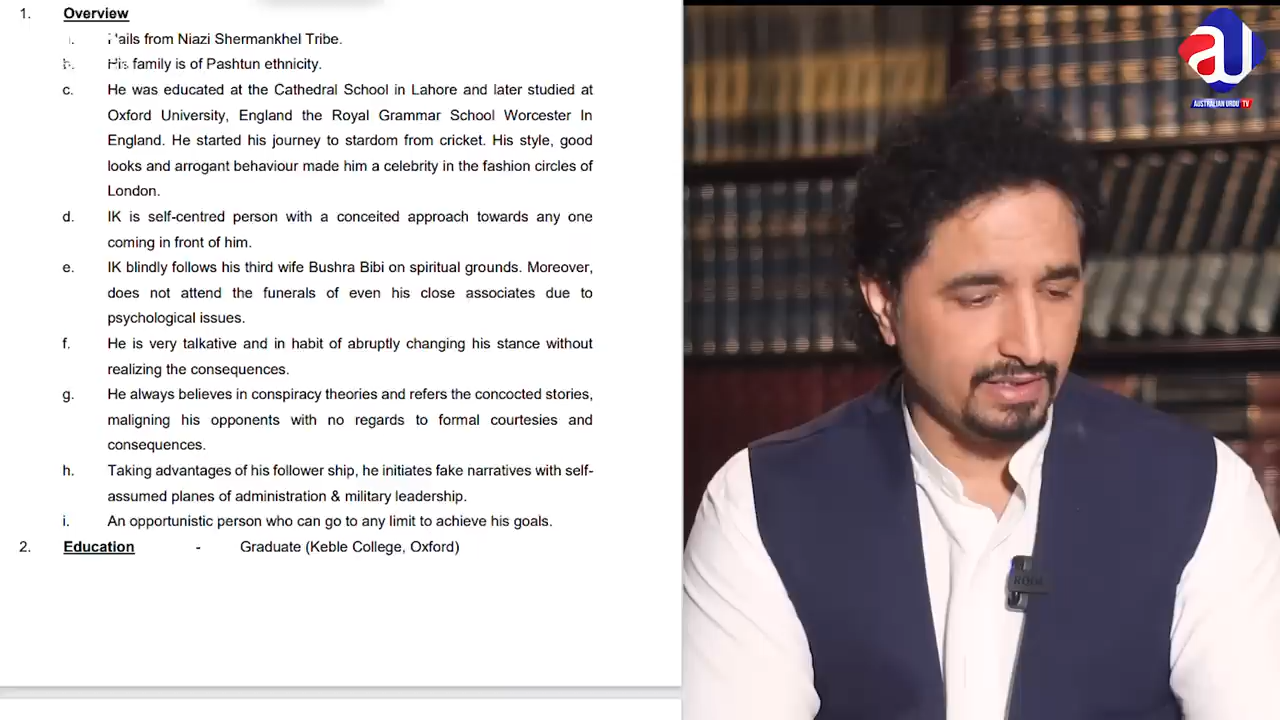 1. Overview
Hails from Niazi Shermankhel Tribe.
His family is of Pashtun ethnicity.
c. He was educated at the Cathedral School in Lahore and later studied at
Oxford University, England the Royal Grammar School Worcester In
England. He started his journey to stardom from cricket. His style, good
looks and arrogant behaviour made him a celebrity in the fashion circles of
London.
d. IK is self-centred person with a conceited approach towards any one
coming in front of him.
e. IK blindly follows his third wife Bushra Bibi on spiritual grounds. Moreover,
does not attend the funerals of even his close associates due to
psychological issues.
f. He is very talkative and in habit of abruptly changing his stance without
realizing the consequences.
g. He always believes in conspiracy theories and refers the concocted stories,
maligning his opponents with no regards to formal courtesies and
consequences.
h. Taking advantages of his follower ship, he initiates fake narratives with self-
assumed planes of administration & military leadership.
i. An opportunistic person who can go to any limit to achieve his goals.
2. Education - Graduate (Keble College, Oxford)
au
AUSTRALIAN URDU TV
RODE